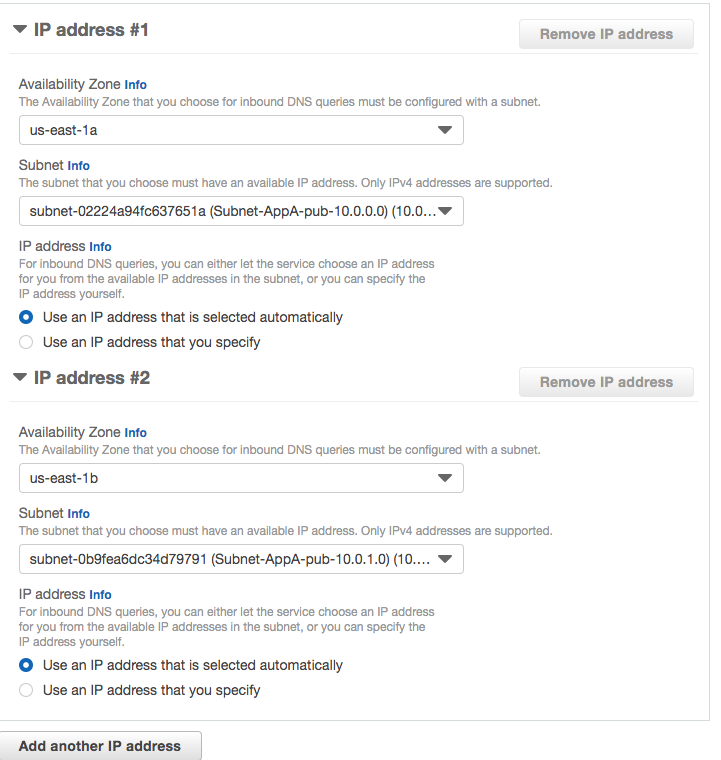 IP address #1
Remove IP address
Availability Zone Info
The Availability Zone that you choose for inbound DNS queries must be configured with a subnet.
us-east-1a
Subnet Info
The subnet that you choose must have an available IP address. Only IPv4 addresses are supported.
subnet-02224a94fc637651a (Subnet-AppA-pub-10.0.0.0) (10.0...
IP address Info
For inbound DNS queries, you can either let the service choose an IP address
for you from the available IP addresses in the subnet, or you can specify the
IP address yourself.
Use an IP address that is selected automatically
Use an IP address that you specify
IP address #2
Remove IP address
Availability Zone Info
The Availability Zone that you choose for inbound DNS queries must be configured with a subnet.
us-east-1b
Subnet Info
The subnet that you choose must have an available IP address. Only IPv4 addresses are supported.
subnet-0b9fea6dc34d79791 (Subnet-AppA-pub-10.0.1.0) (10....
IP address Info
For inbound DNS queries, you can either let the service choose an IP address
for you from the available IP addresses in the subnet, or you can specify the
IP address yourself.
Use an IP address that is selected automatically
Use an IP address that you specify
Add another IP address